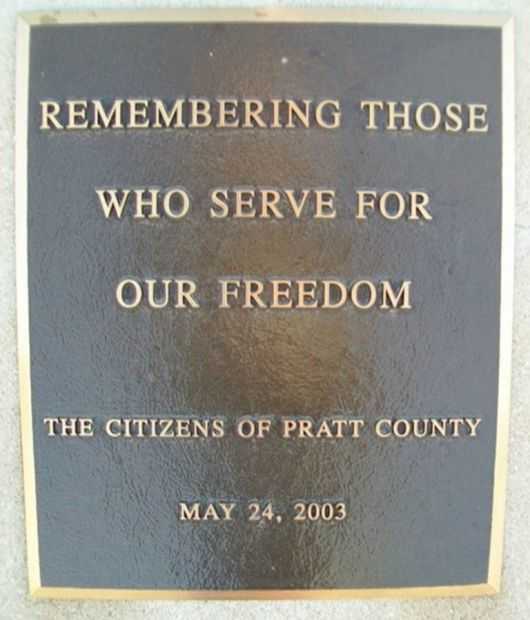 REMEMBERING THOSE
WHO SERVE FOR
OUR FREEDOM
THE CITIZENS OF PRATT COUNTY
MAY 24, 2003